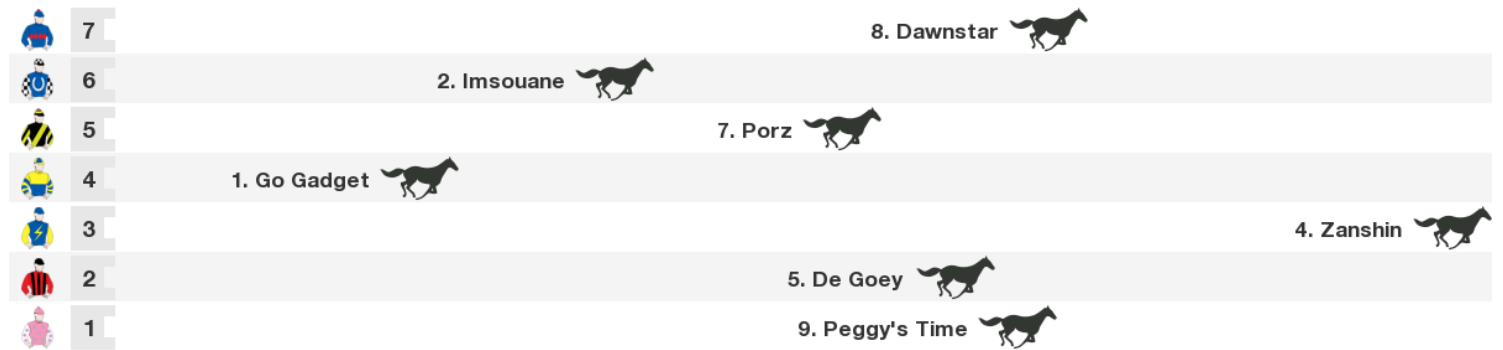 7 8. Dawnstar
6 2. Imsouane
5 7. Porz
4 1. Go Gadget
3 4. Zanshin
2 5. De Goey
1 9. Peggy's Time